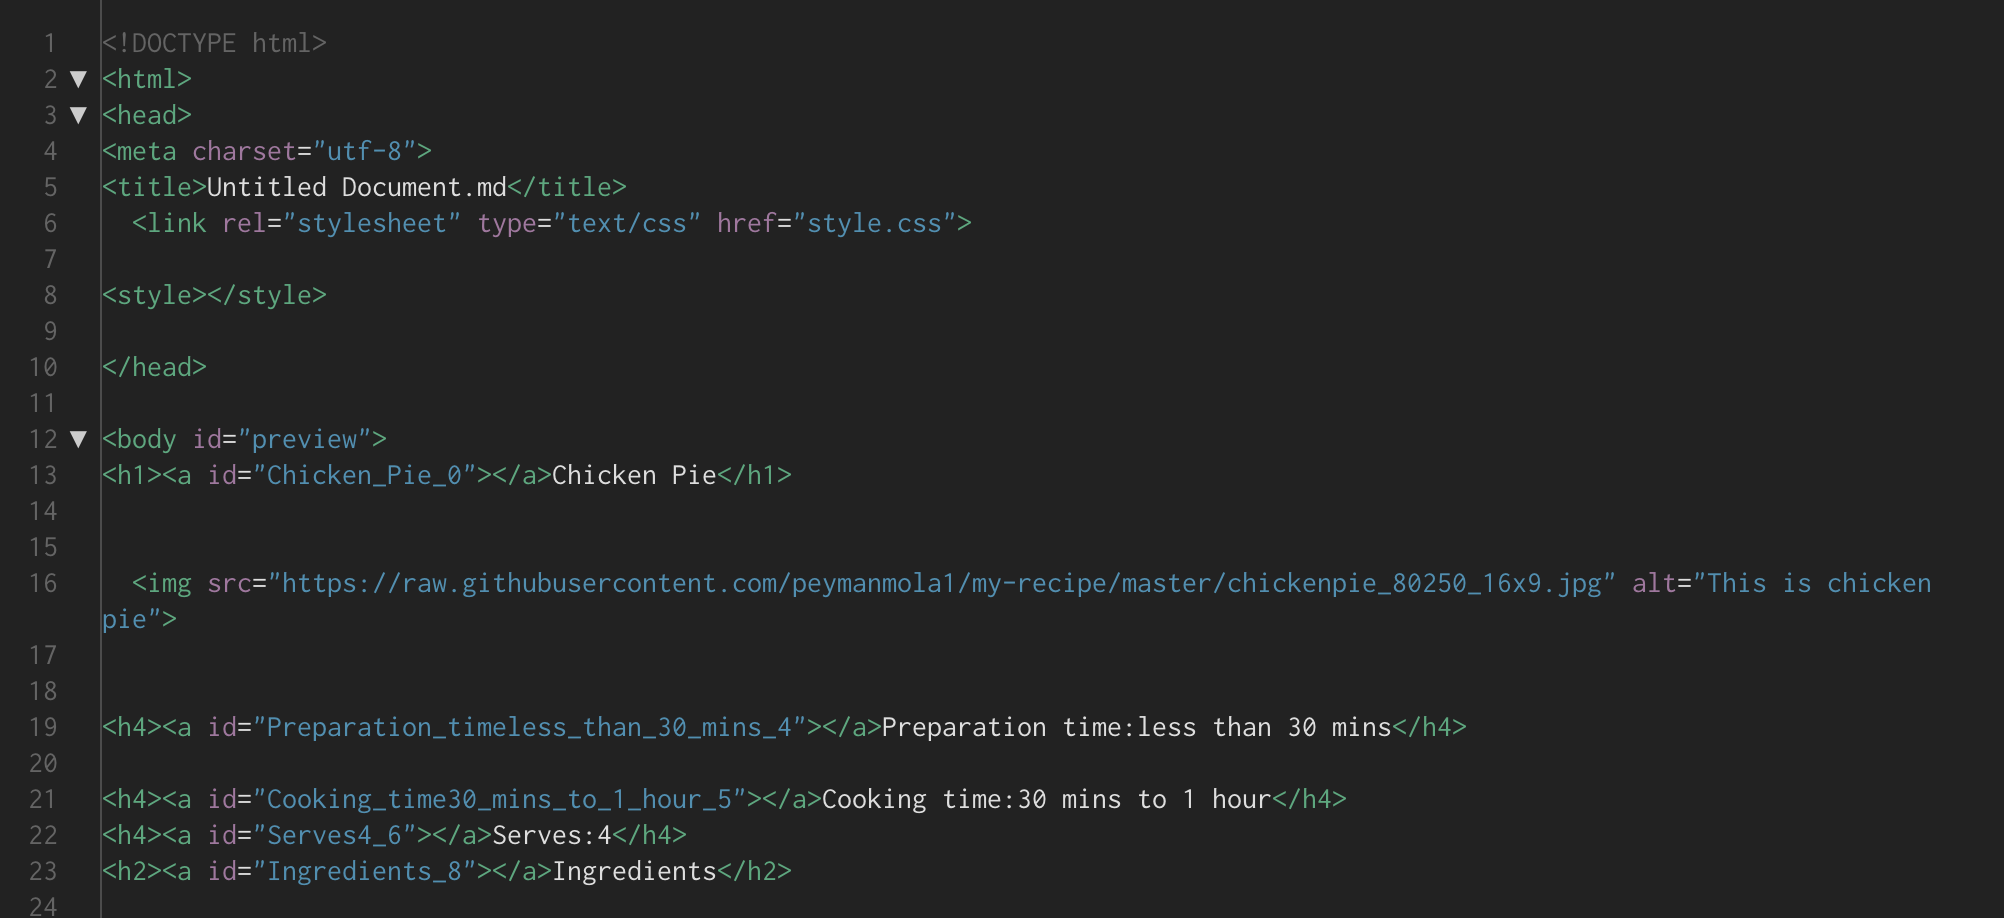 1 <!DOCTYPE html>
2 ▼ <html>
3 ▼ <head>
4 <meta charset="utf-8">
5 <title>Untitled Document.md</title>
6   <link rel="stylesheet" type="text/css" href="style.css">
7
8 <style></style>
9
10 </head>
11
12 ▼ <body id="preview">
13 <h1><a id="Chicken_Pie_0"></a>Chicken Pie</h1>
14
15
16   <img src="https://raw.githubusercontent.com/peymanmola1/my-recipe/master/chickenpie_80250_16x9.jpg" alt="This is chicken
pie">
17
18
19 <h4><a id="Preparation_timeless_than_30_mins_4"></a>Preparation time:less than 30 mins</h4>
20
21 <h4><a id="Cooking_time30_mins_to_1_hour_5"></a>Cooking time:30 mins to 1 hour</h4>
22 <h4><a id="Serves4_6"></a>Serves:4</h4>
23 <h2><a id="Ingredients_8"></a>Ingredients</h2>
24